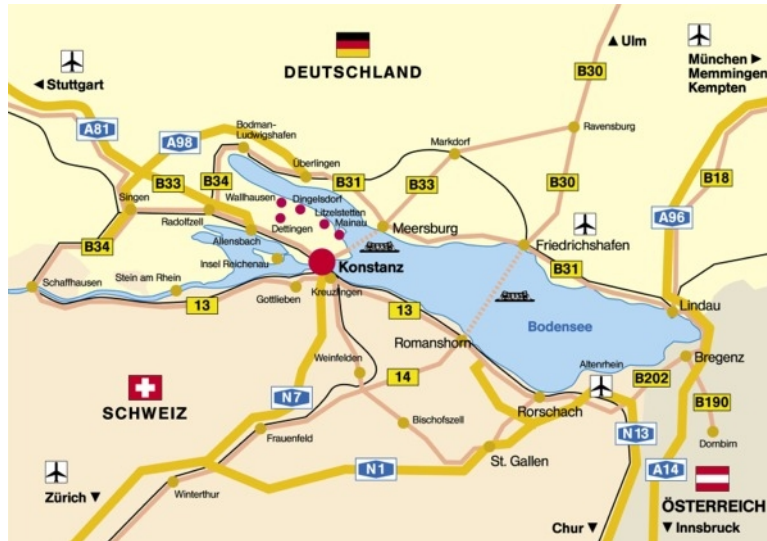 ▲Ulm
DEUTSCHLAND
München ▶
Memmingen
Kempten
◀Stuttgart
B30
A81
A98
Bodman-
Ludwigshafen
Ravensburg
Markdorf
Überlingen
B33
B34
B31
B33
B30
B18
Wallhausen
Dingelsdorf
Singen
Litzelstetten
Mainau
Radolfzell
Dettingen
Meersburg
A96
Allensbach
B34
Friedrichshafen
Insel Reichenau
Konstanz
B31
Schaffhausen
Stein am Rhein
Gottlieben
Kreuzlingen
13
13
Lindau
Bodensee
Romanshorn
Weinfelden
Altenrhein
Bregenz
14
B202
SCHWEIZ
N7
Rorschach
B190
Bischofszell
Frauenfeld
N13
Dornbirn
St. Gallen
N1
A14
Zürich ▼
Winterthur
ÖSTERREICH
Chur ▼
▼Innsbruck